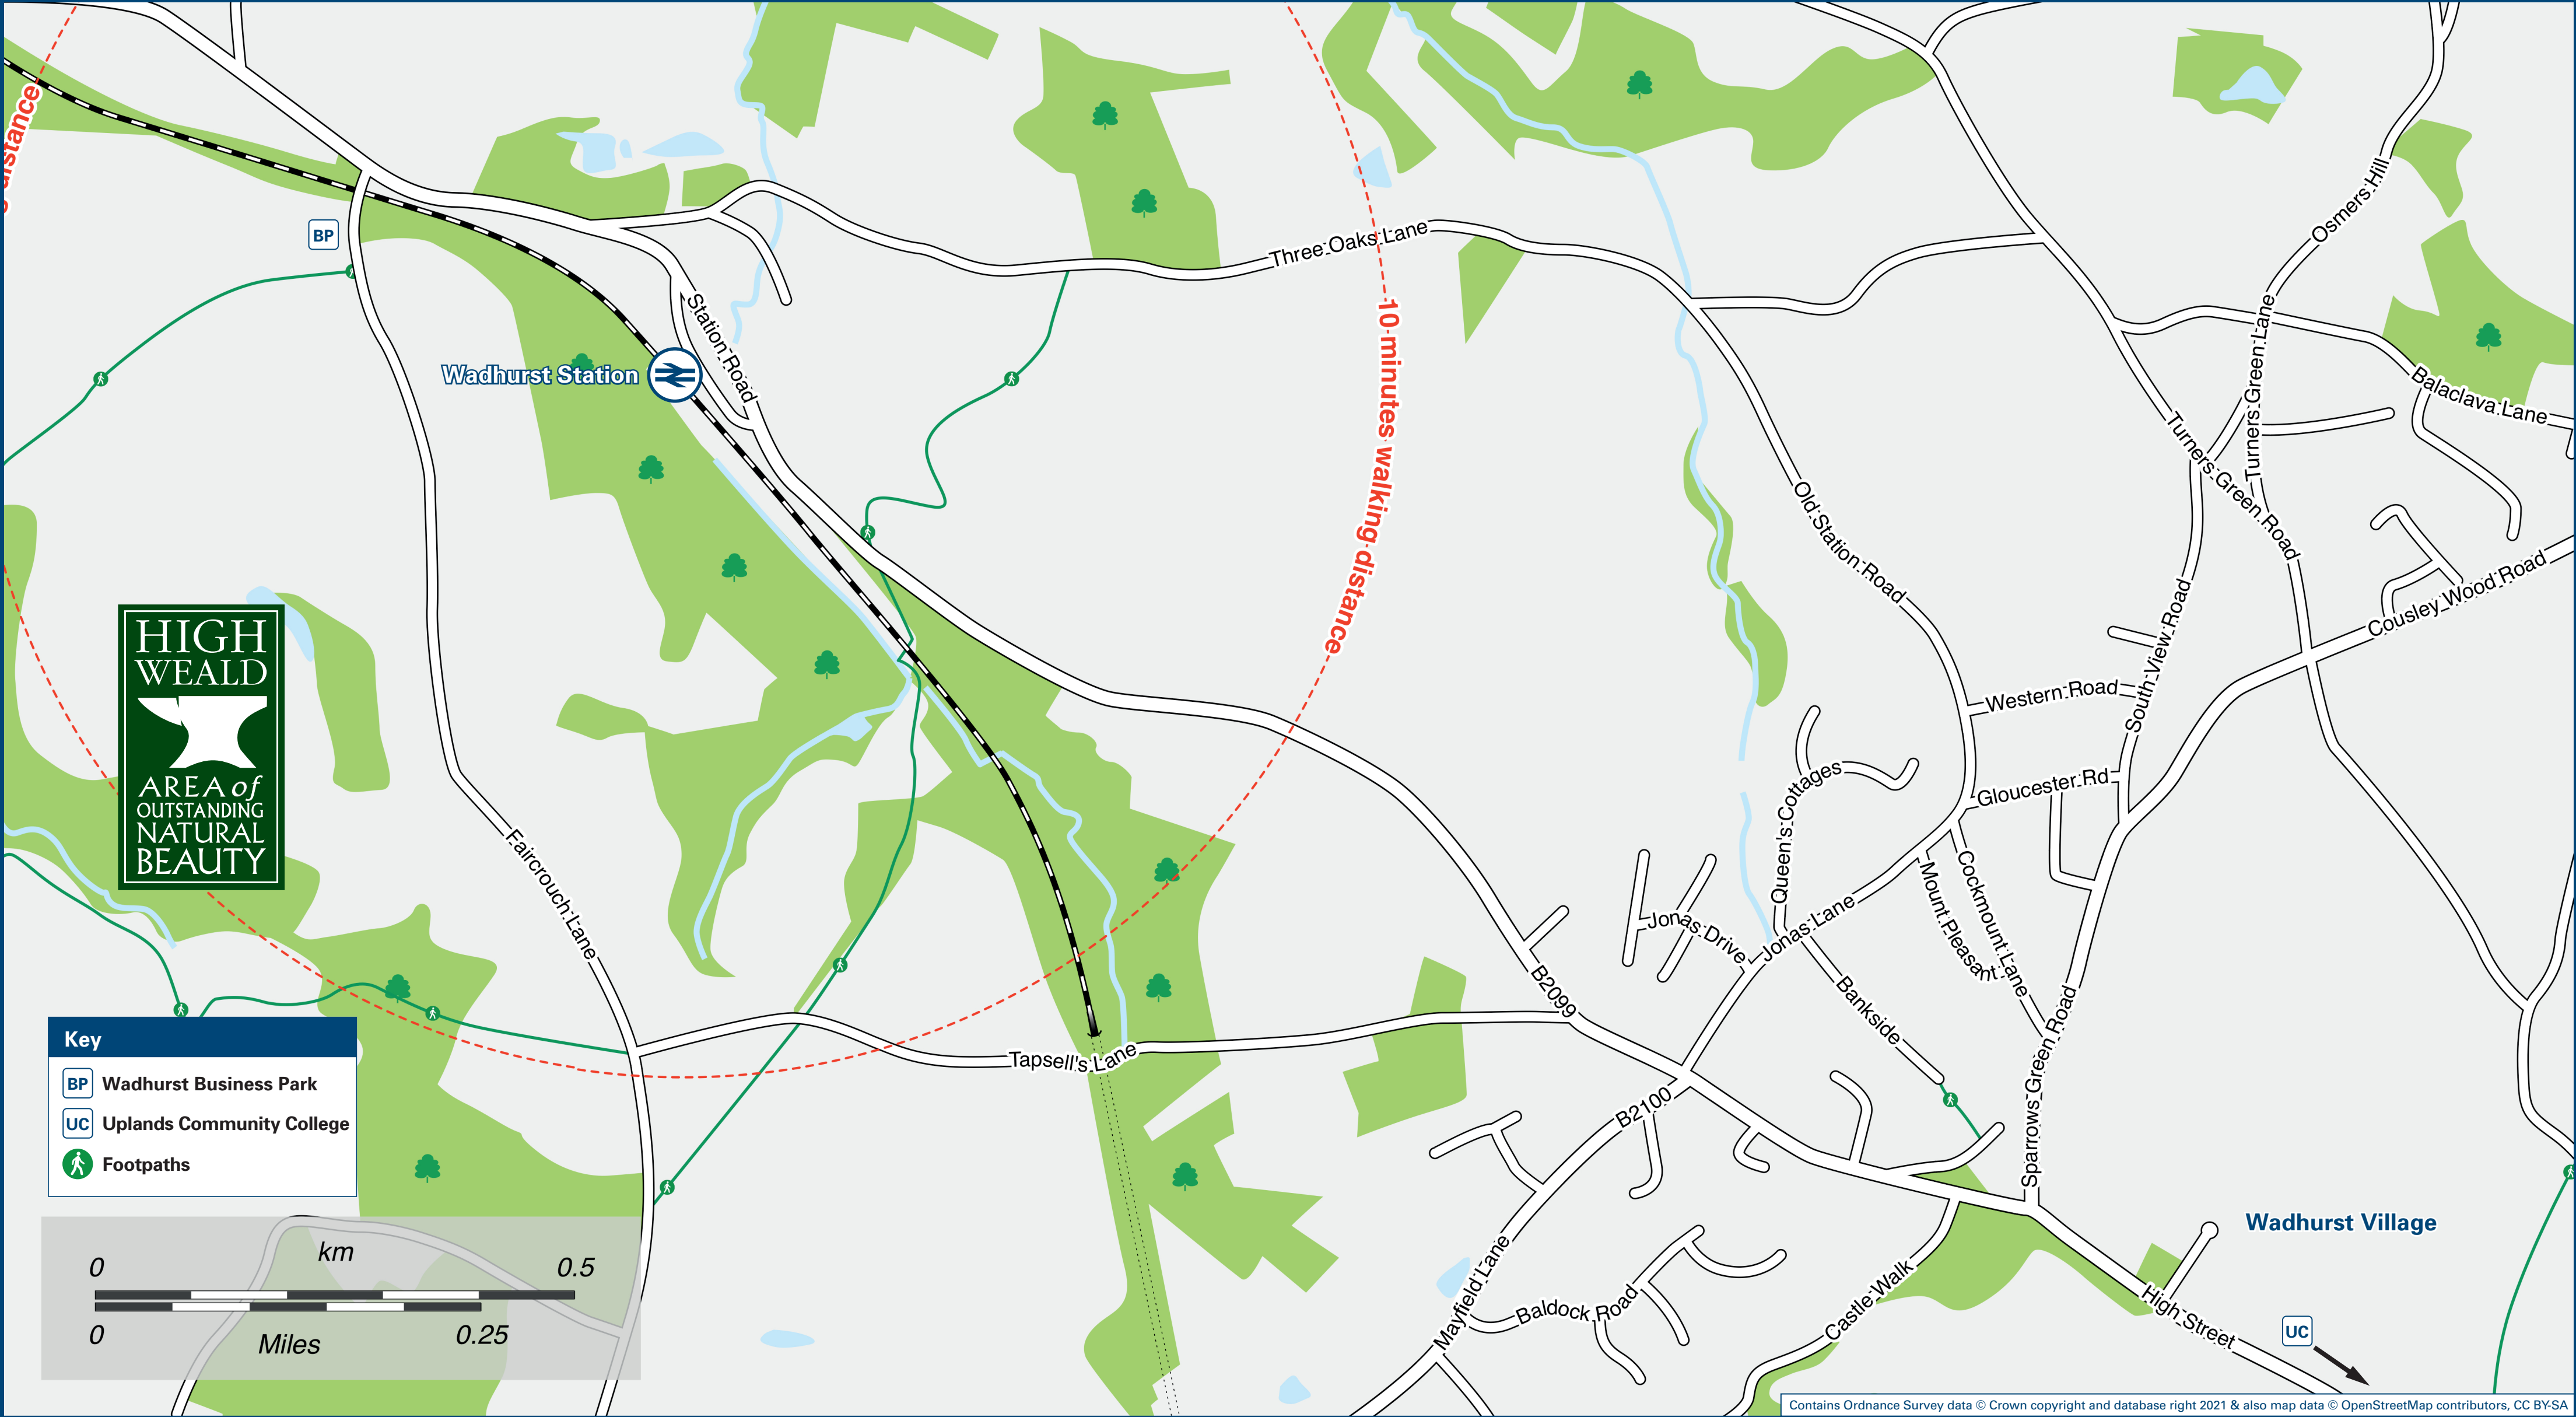 distance
BP
Three Oaks Lane
Osmers Hill
Station Road
10 minutes walking distance
Wadhurst Station
Turners Green Lane
Balaclava Lane
Turners Green Road
Old Station Road
Cousley Wood Road
HIGH
WEALD
AREA of
OUTSTANDING
NATURAL
BEAUTY
South View Road
Western Road
Gloucester Rd
Queen's Cottages
Faircrouch Lane
Mount Pleasant
Cockmount Lane
Jonas Drive
Jonas Lane
B2099
Bankside
Tapsell's Lane
Sparrows Green Road
B2100
Key
BP Wadhurst Business Park
UC Uplands Community College
Footpaths
Wadhurst Village
km
0 0.5
0 0.25
Miles
Mayfield Lane
Baldock Road
Castle Walk
High Street
UC
Contains Ordnance Survey data © Crown copyright and database right 2021 & also map data © OpenStreetMap contributors, CC BY-SA